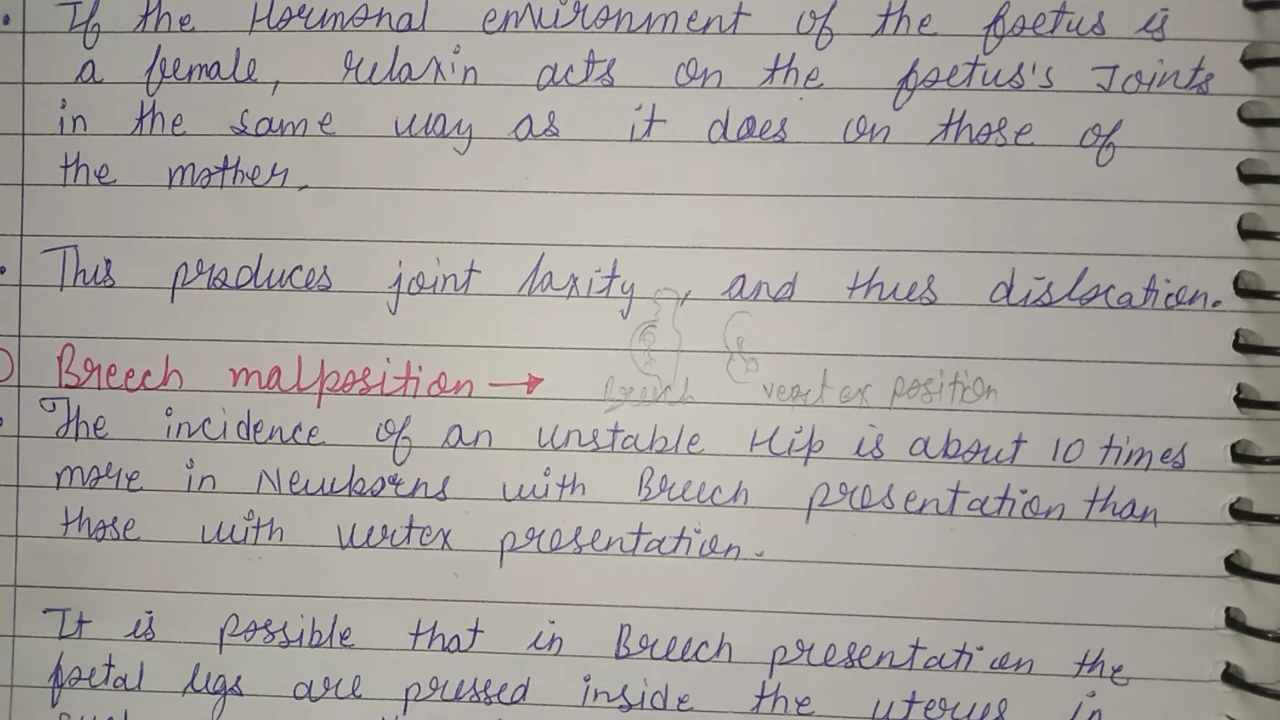 • If the Hormonal environment of the foetus is
a female, relaxin acts on the foetus's Joints
in the same way as it does on those of
the mother.
• This produces joint laxity, and thus dislocation.
Breech malposition →
Breech vertex position
The incidence of an unstable Hip is about 10 times
more in Newborns with Breech presentation than
those with vertex presentation.
It is possible that in Breech presentation the
foetal legs are pressed inside the uterus in